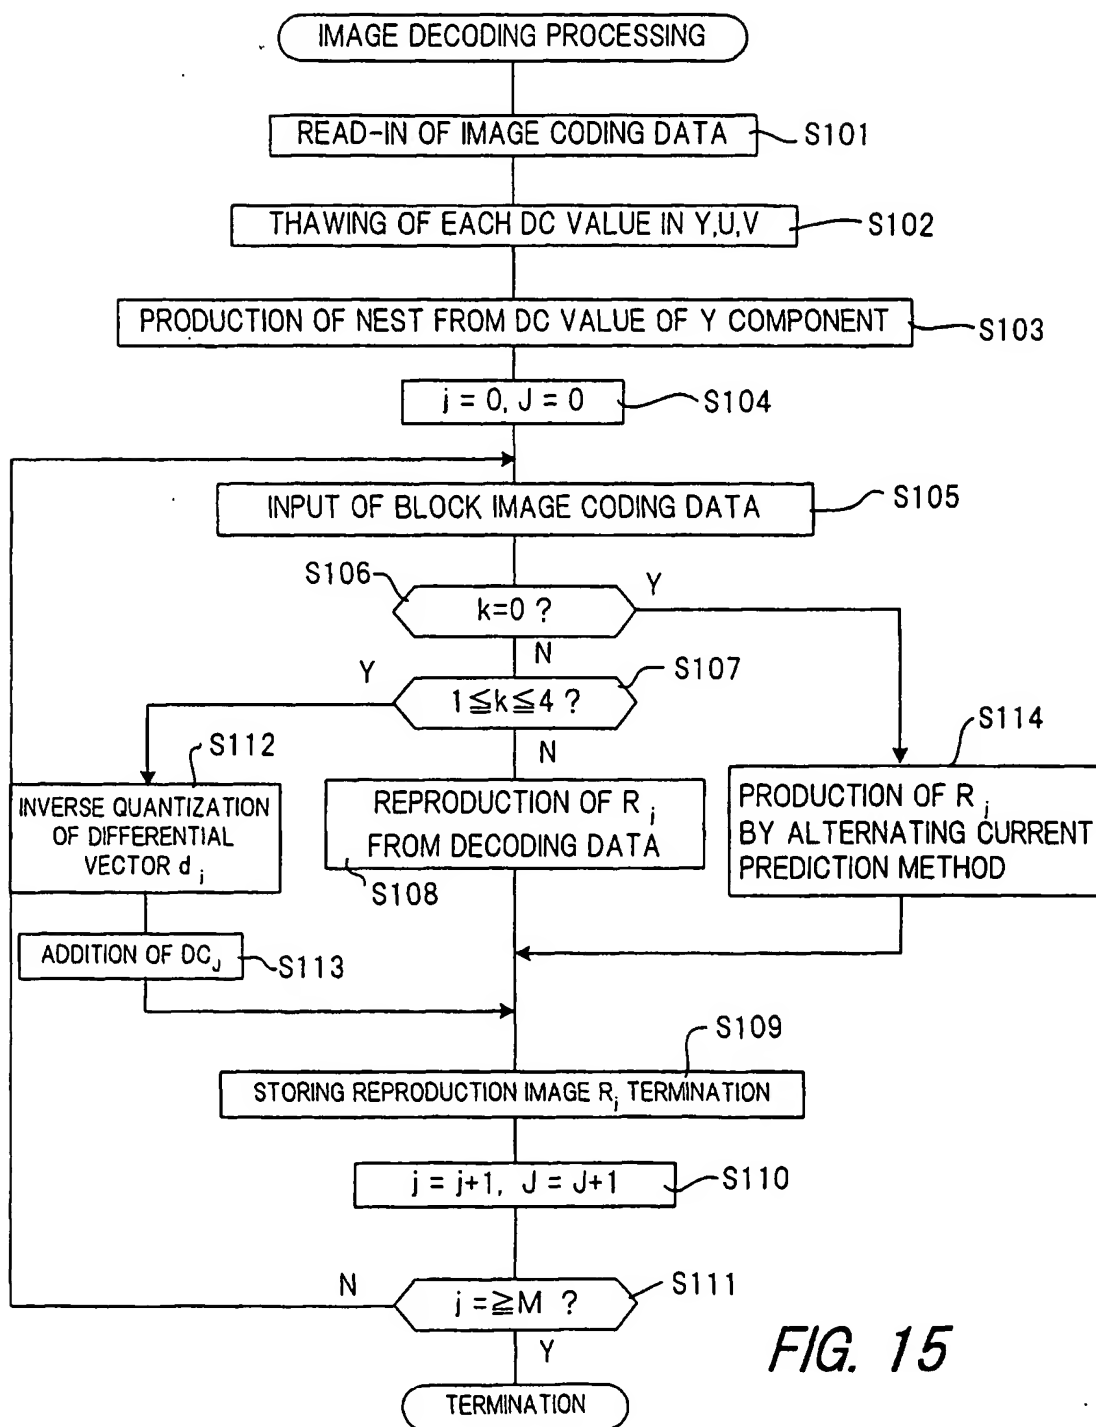 IMAGE DECODING PROCESSING
READ-IN OF IMAGE CODING DATA
S101
THAWING OF EACH DC VALUE IN Y,U,V
S102
PRODUCTION OF NEST FROM DC VALUE OF Y COMPONENT
S103
j = 0, J = 0
S104
INPUT OF BLOCK IMAGE CODING DATA
S105
S106
k=0 ?
Y
N
S107
Y
1≦k≦4 ?
N
S112
INVERSE QUANTIZATION
OF DIFFERENTIAL
VECTOR dj
REPRODUCTION OF Rj
FROM DECODING DATA
S108
S114
PRODUCTION OF Rj
BY ALTERNATING CURRENT
PREDICTION METHOD
ADDITION OF DCJ
S113
S109
STORING REPRODUCTION IMAGE Rj TERMINATION
j = j+1, J = J+1
S110
N
j =≧M ?
S111
Y
TERMINATION
FIG. 15